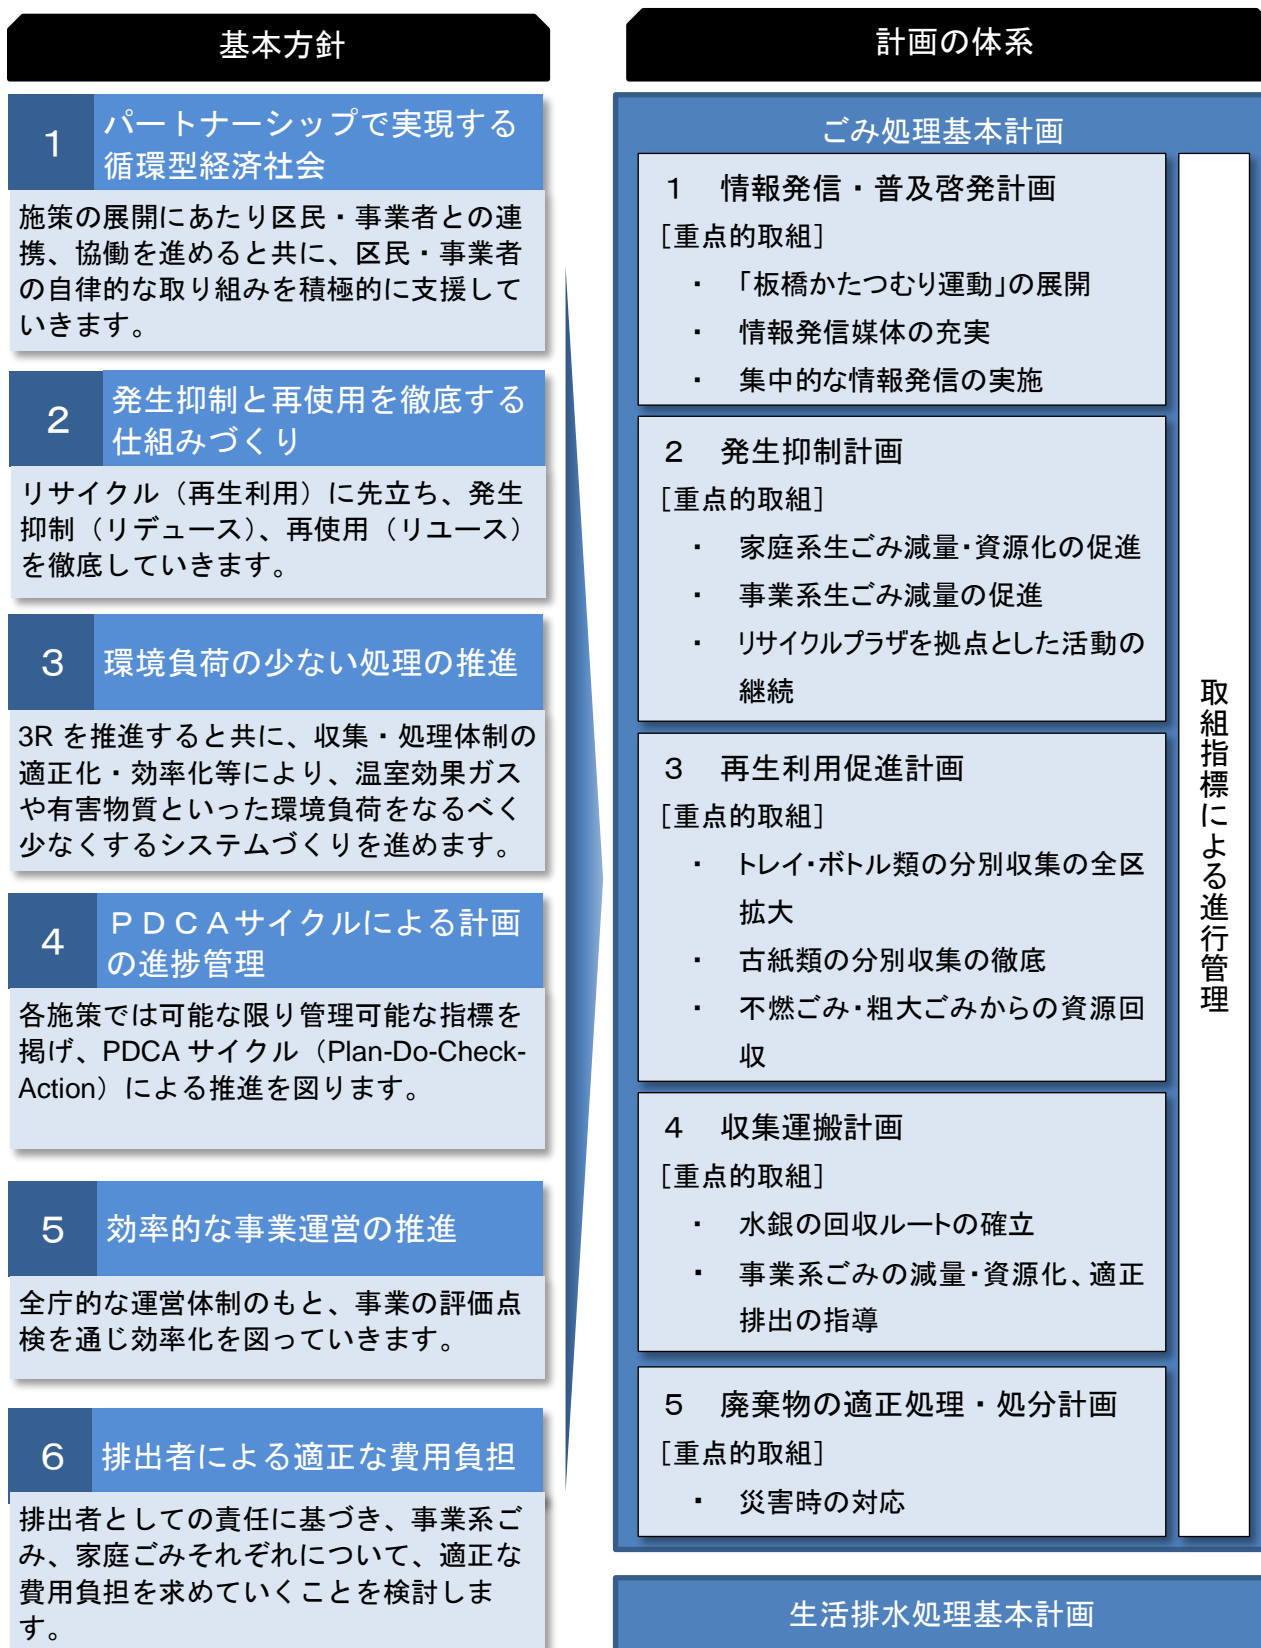 基本方針
1
パートナーシップで実現する
循環型経済社会
施策の展開にあたり区民・事業者との連
携、協働を進めると共に、区民・事業者
の自律的な取り組みを積極的に支援して
いきます。
2
発生抑制と再使用を徹底する
仕組みづくり
リサイクル（再生利用）に先立ち、発生
抑制（リデュース）、再使用（リユース）
を徹底していきます。
3
環境負荷の少ない処理の推進
3R を推進すると共に、収集・処理体制の
適正化・効率化等により、温室効果ガス
や有害物質といった環境負荷をなるべく
少なくするシステムづくりを進めます。
4
ＰＤＣＡサイクルによる計画
の進捗管理
各施策では可能な限り管理可能な指標を
掲げ、PDCA サイクル（Plan-Do-Check-
Action）による推進を図ります。
5
効率的な事業運営の推進
全庁的な運営体制のもと、事業の評価点
検を通じ効率化を図っていきます。
6
排出者による適正な費用負担
排出者としての責任に基づき、事業系ご
み、家庭ごみそれぞれについて、適正な
費用負担を求めていくことを検討しま
す。
計画の体系
ごみ処理基本計画
1 情報発信・普及啓発計画
［重点的取組］
・ 「板橋かたつむり運動」の展開
・ 情報発信媒体の充実
・ 集中的な情報発信の実施
2 発生抑制計画
［重点的取組］
・ 家庭系生ごみ減量・資源化の促進
・ 事業系生ごみ減量の促進
・ リサイクルプラザを拠点とした活動の
継続
3 再生利用促進計画
［重点的取組］
・ トレイ・ボトル類の分別収集の全区
拡大
・ 古紙類の分別収集の徹底
・ 不燃ごみ・粗大ごみからの資源回
収
4 収集運搬計画
［重点的取組］
・ 水銀の回収ルートの確立
・ 事業系ごみの減量・資源化、適正
排出の指導
5 廃棄物の適正処理・処分計画
［重点的取組］
・ 災害時の対応
取組指標による進行管理
生活排水処理基本計画